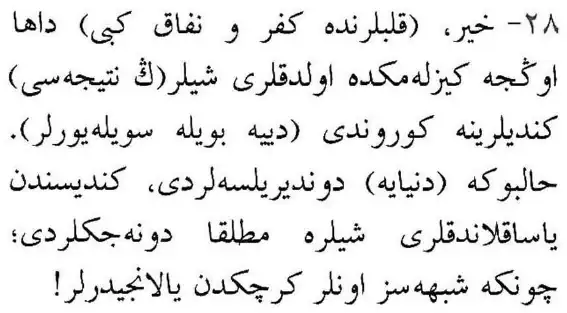 ٢٨- خير، (قلبلرنده كفر و نفاق كبى) داها
اوڭجه كيزله‌مكده اولدقلرى شيلر(ڭ نتيجه‌سى)
كنديلرينه كوروندى (دييه بويله سويله‌يورلر).
حالبوكه (دنيايه) دونديريلسه‌لردى، كنديسندن
ياساقلاندقلرى شيلره مطلقا دونه‌جكلردى؛
چونكه شبهه‌سز اونلر كرچكدن يالانجيدرلر!